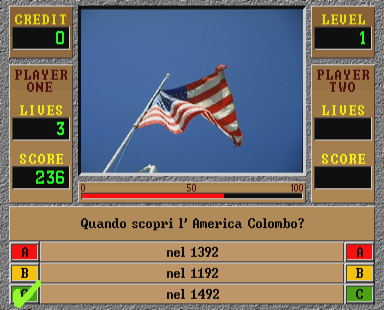 CREDIT
0
LEVEL
1
PLAYER
ONE
LIVES
3
SCORE
236
PLAYER
TWO
LIVES
SCORE
0 50 100
Quando scopri l' America Colombo?
A nel 1392 A
B nel 1192 B
C nel 1492 C